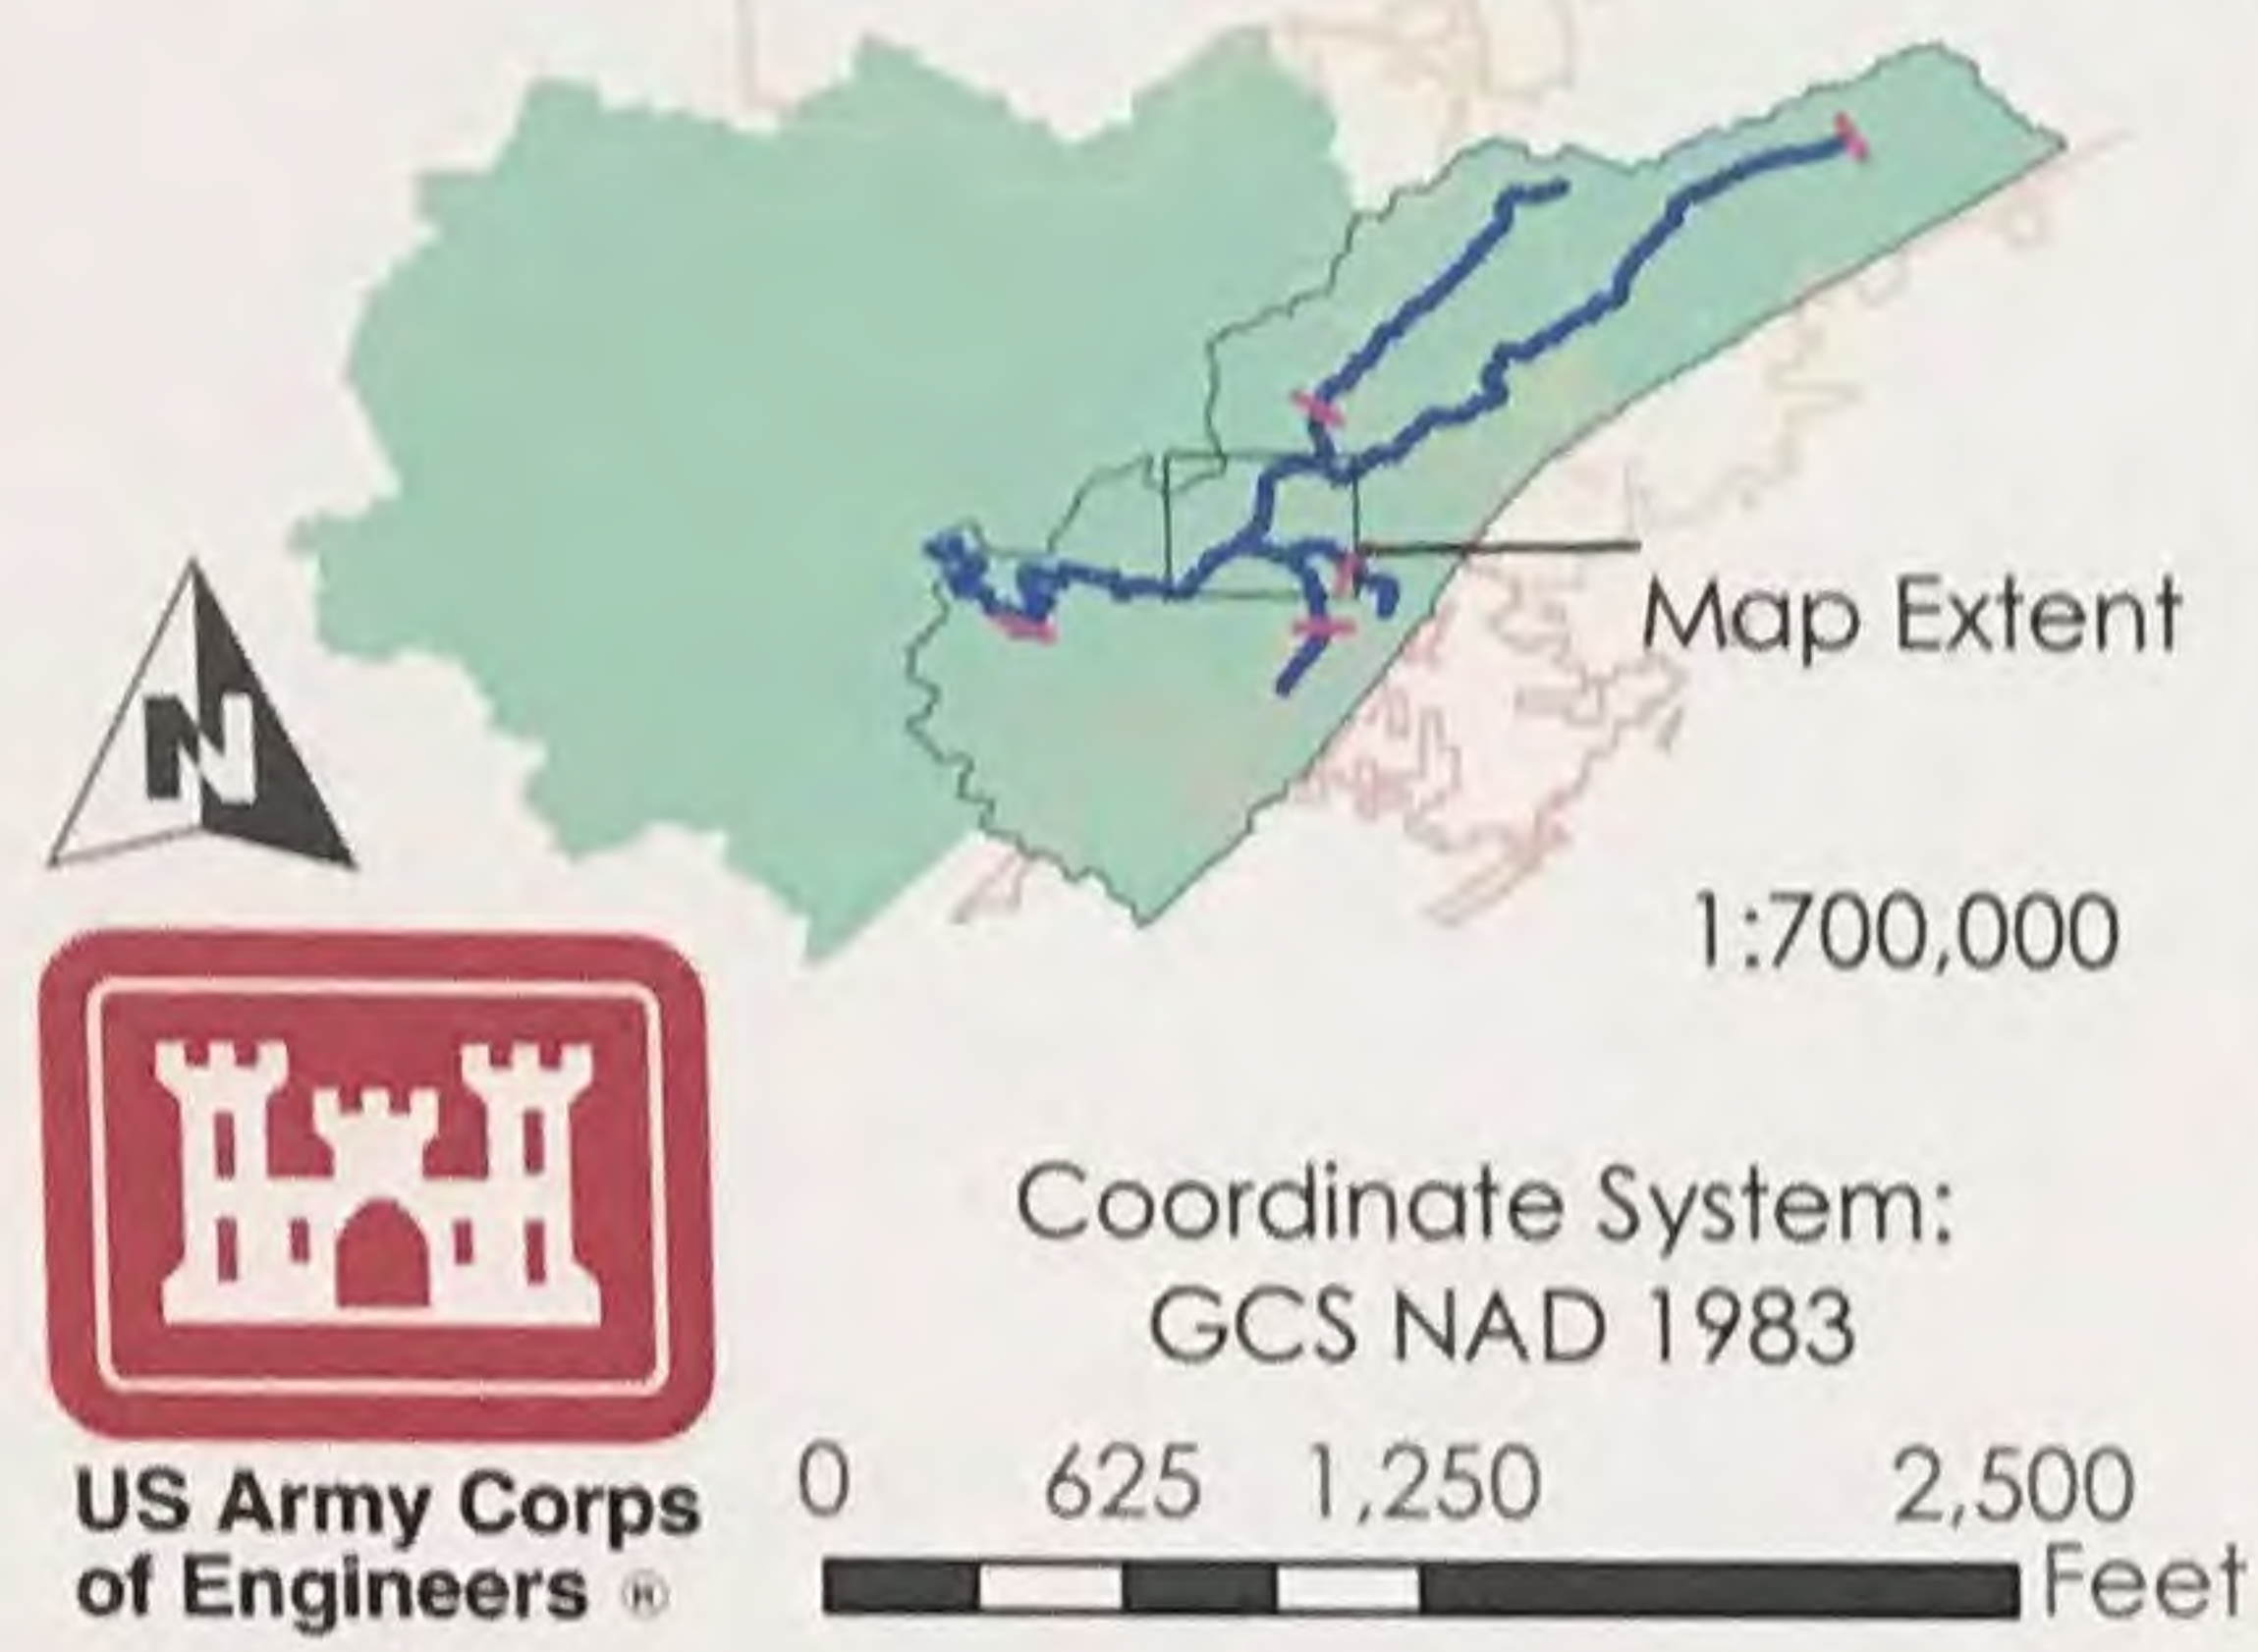 Map Extent
N
1:700,000
Coordinate System:
GCS NAD 1983
US Army Corps
of Engineers ®
0 625 1,250 2,500
Feet